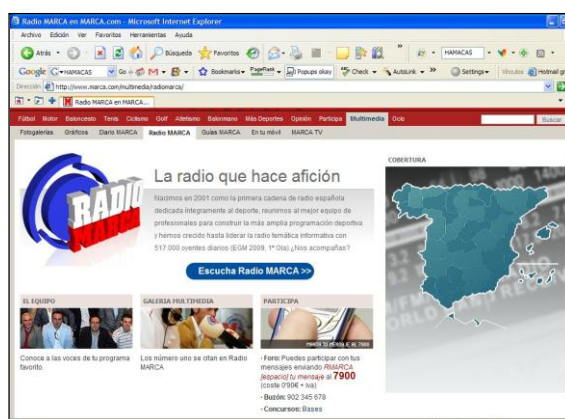 Radio MARCA en MARCA.com - Microsoft Internet Explorer
Archivo Edición Ver Favoritos Herramientas Ayuda
Atrás Búsqueda Favoritos HAMACAS
Google HAMACAS Go Bookmarks PageRank Popups okay Check AutoLink Settings Vínculos Hotmail
Dirección http://www.marca.com/multimedia/radiomarca/
Radio MARCA en MARCA....
Fútbol Motor Baloncesto Tenis Ciclismo Golf Atletismo Balonmano Más Deportes Opinión Participa Multimedia Ocio Buscar
Fotogalerías Gráficos Diario MARCA Radio MARCA Guías MARCA En tu móvil MARCA TV
COBERTURA
RADIO
MARCA
La radio que hace afición
Nacimos en 2001 como la primera cadena de radio española
dedicada íntegramente al deporte, reunimos al mejor equipo de
profesionales para construir la más amplia programación deportiva
y hemos crecido hasta liderar la radio temática informativa con
517.000 oyentes diarios (EGM 2009, 1ª Ola) ¿Nos acompañas?
Escucha Radio MARCA >>
EL EQUIPO
Conoce a las voces de tu programa
favorito.
GALERIA MULTIMEDIA
Los número uno se citan en Radio
MARCA
PARTICIPA
MANDA TU MENSAJE AL 7900
· Foro: Puedes participar con tus
mensajes enviando RMARCA
[espacio] tu mensaje al 7900
(coste 0'90€ + iva)
· Buzón: 902 345 678
· Concursos: Bases